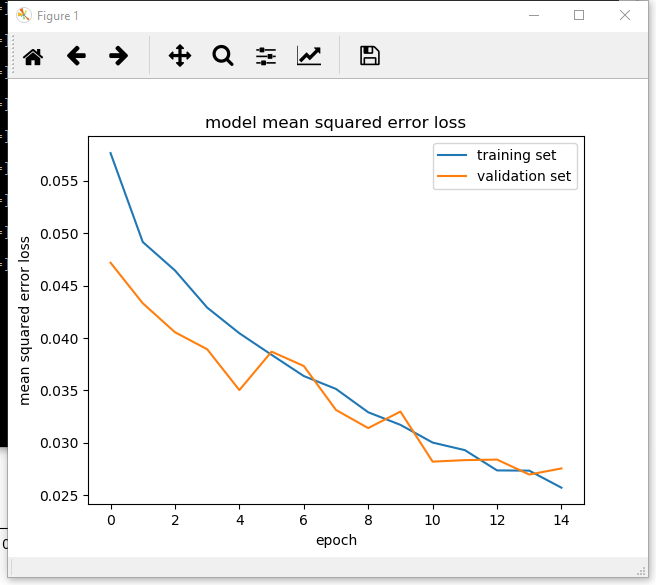 Figure 1
model mean squared error loss
training set
validation set
mean squared error loss
0.055
0.050
0.045
0.040
0.035
0.030
0.025
0 2 4 6 8 10 12 14
epoch